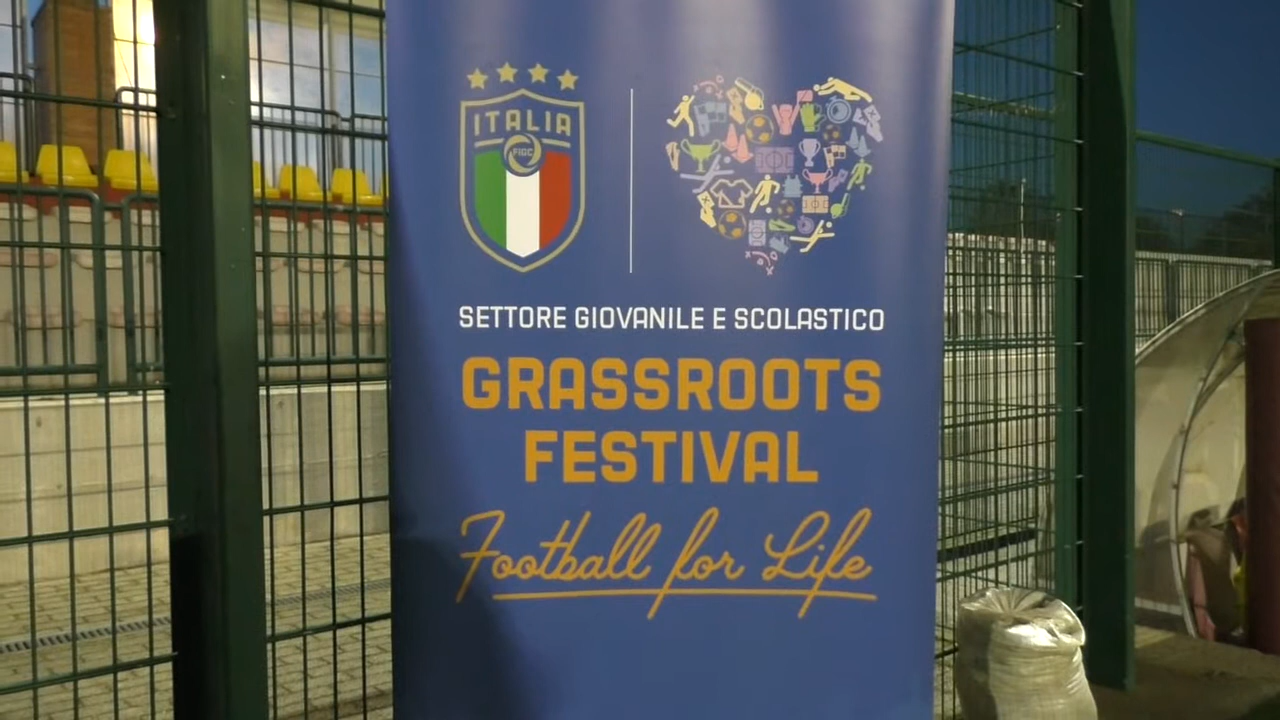 ITALIA
FIGC
SETTORE GIOVANILE E SCOLASTICO
GRASSROOTS
FESTIVAL
Football for Life